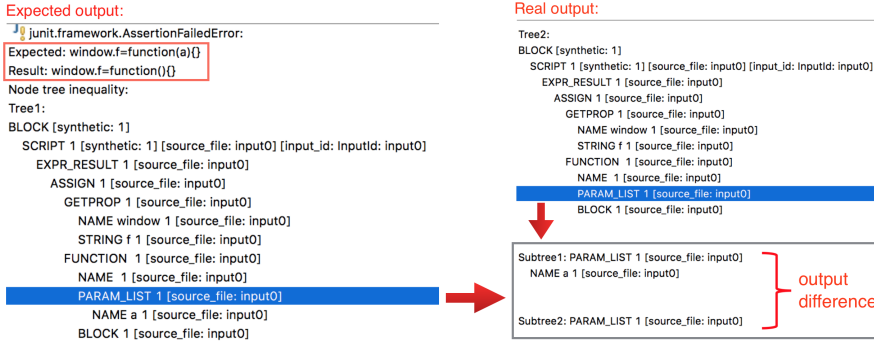 Expected output:
junit.framework.AssertionFailedError:
Expected: window.f=function(a){}
Result: window.f=function(){}
Node tree inequality:
Tree1:
BLOCK [synthetic: 1]
SCRIPT 1 [synthetic: 1] [source_file: input0] [input_id: InputId: input0]
EXPR_RESULT 1 [source_file: input0]
ASSIGN 1 [source_file: input0]
GETPROP 1 [source_file: input0]
NAME window 1 [source_file: input0]
STRING f 1 [source_file: input0]
FUNCTION  1 [source_file: input0]
NAME  1 [source_file: input0]
PARAM_LIST 1 [source_file: input0]
NAME a 1 [source_file: input0]
BLOCK 1 [source_file: input0]
Real output:
Tree2:
BLOCK [synthetic: 1]
SCRIPT 1 [synthetic: 1] [source_file: input0] [input_id: InputId: input0]
EXPR_RESULT 1 [source_file: input0]
ASSIGN 1 [source_file: input0]
GETPROP 1 [source_file: input0]
NAME window 1 [source_file: input0]
STRING f 1 [source_file: input0]
FUNCTION  1 [source_file: input0]
NAME  1 [source_file: input0]
PARAM_LIST 1 [source_file: input0]
BLOCK 1 [source_file: input0]
Subtree1: PARAM_LIST 1 [source_file: input0]
NAME a 1 [source_file: input0]
Subtree2: PARAM_LIST 1 [source_file: input0]
output
difference